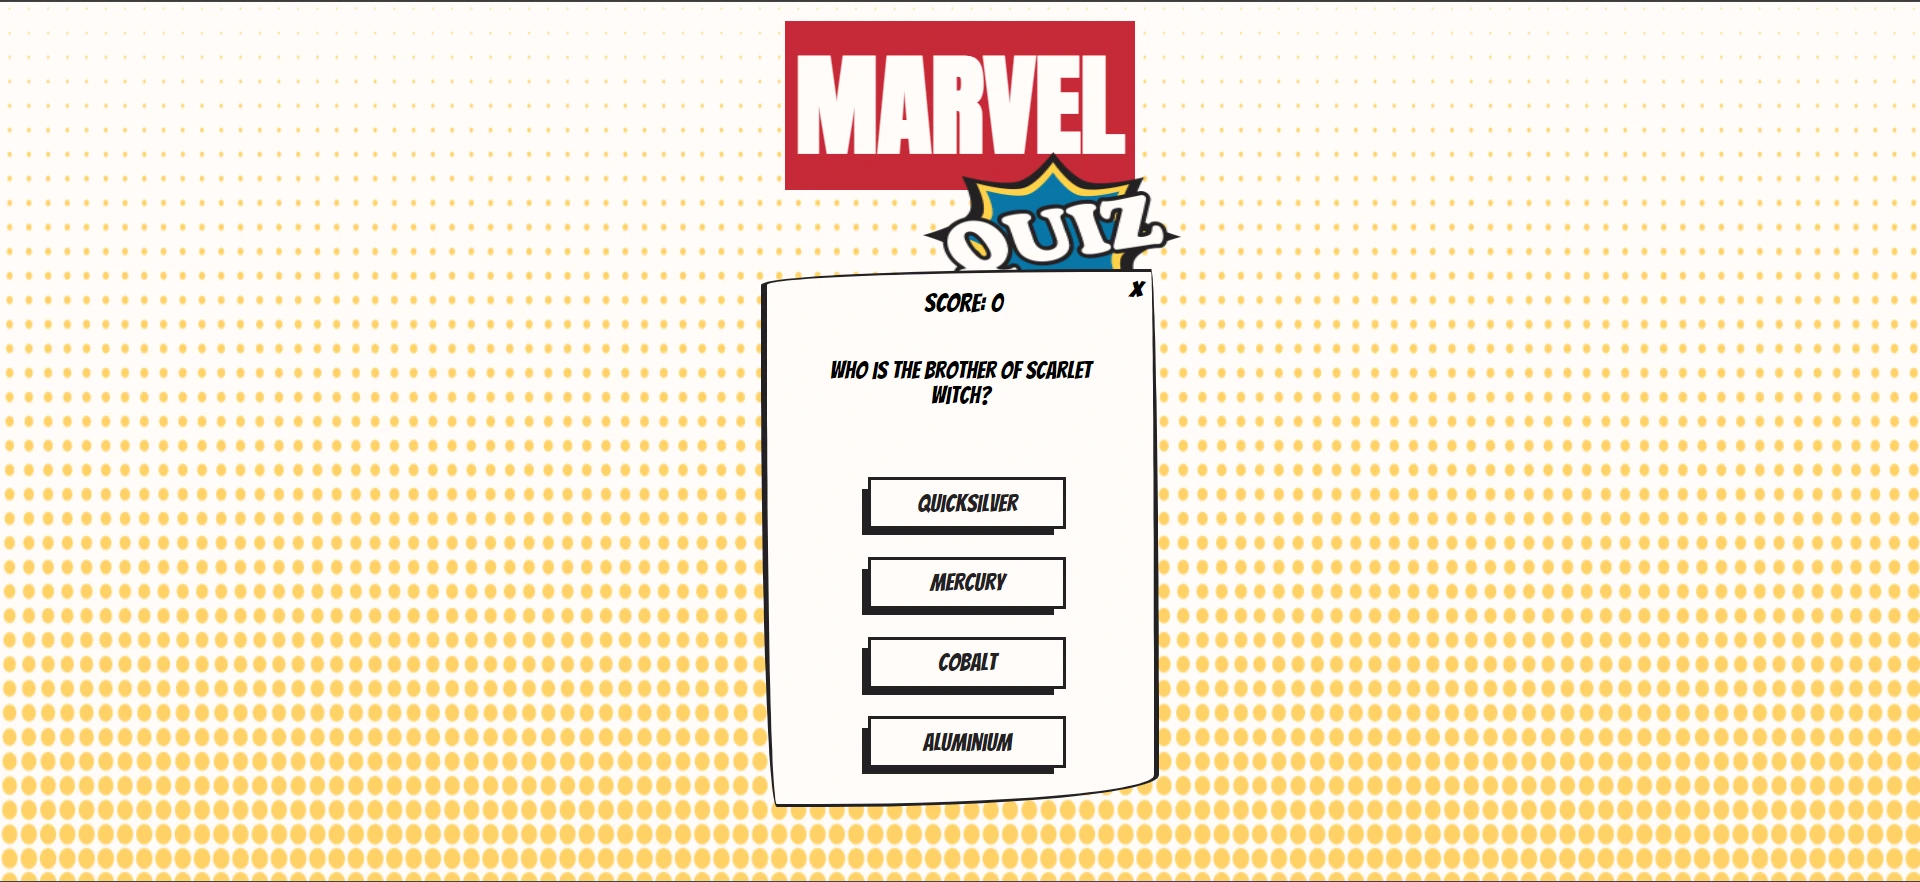 MARVEL
QUIZ
X
SCORE: 0
WHO IS THE BROTHER OF SCARLET
WITCH?
QUICKSILVER
MERCURY
COBALT
ALUMINIUM